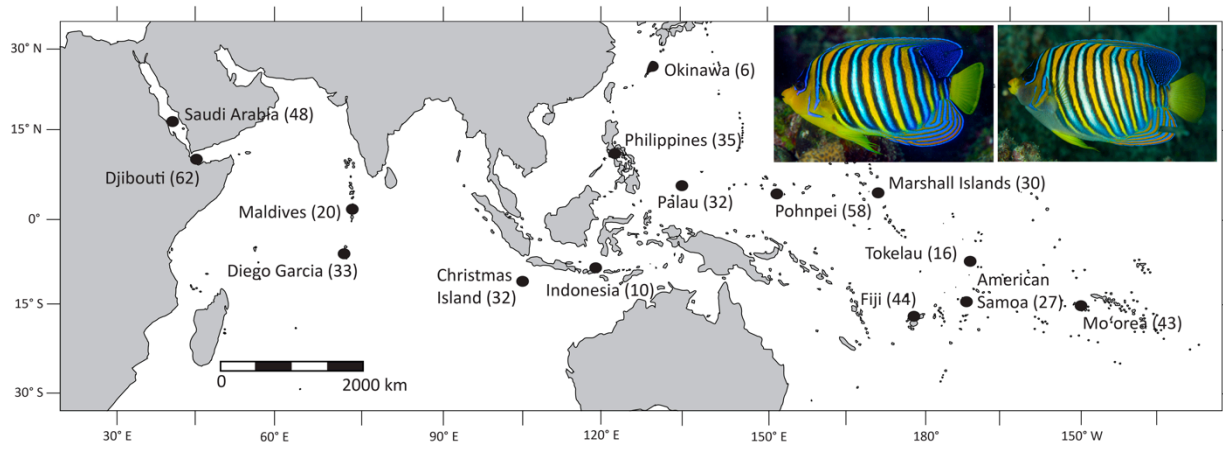 30° N
15° N
0°
15° S
30° S
Okinawa (6)
Saudi Arabia (48)
Philippines (35)
Djibouti (62)
Marshall Islands (30)
Palau (32)
Pohnpei (58)
Maldives (20)
Tokelau (16)
Diego Garcia (33)
Christmas
Island (32)
Indonesia (10)
American
Samoa (27)
Fiji (44)
Moʻorea (43)
0
2000 km
30° E
60° E
90° E
120° E
150° E
180°
150° W